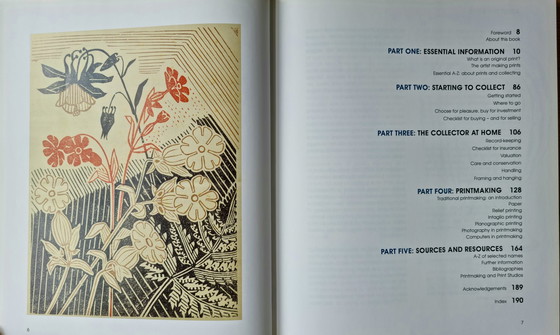 Foreword 8
About this book
PART ONE: ESSENTIAL INFORMATION 10
What is an original print?
The artist making prints
Essential A-Z about prints and collecting
PART TWO: STARTING TO COLLECT 86
Getting started
Where to go
Choose for pleasure, buy for investment
Checklist for buying – and for selling
PART THREE: THE COLLECTOR AT HOME 106
Record-keeping
Checklist for insurance
Valuation
Care and conservation
Handling
Framing and hanging
PART FOUR: PRINTMAKING 128
Traditional printmaking: an introduction
Paper
Relief printing
Intaglio printing
Planographic printing
Photography in printmaking
Computers in printmaking
PART FIVE: SOURCES AND RESOURCES 164
A-Z of selected names
Further information
Bibliographies
Printmaking and Print Studios
Acknowledgements 189
Index 190